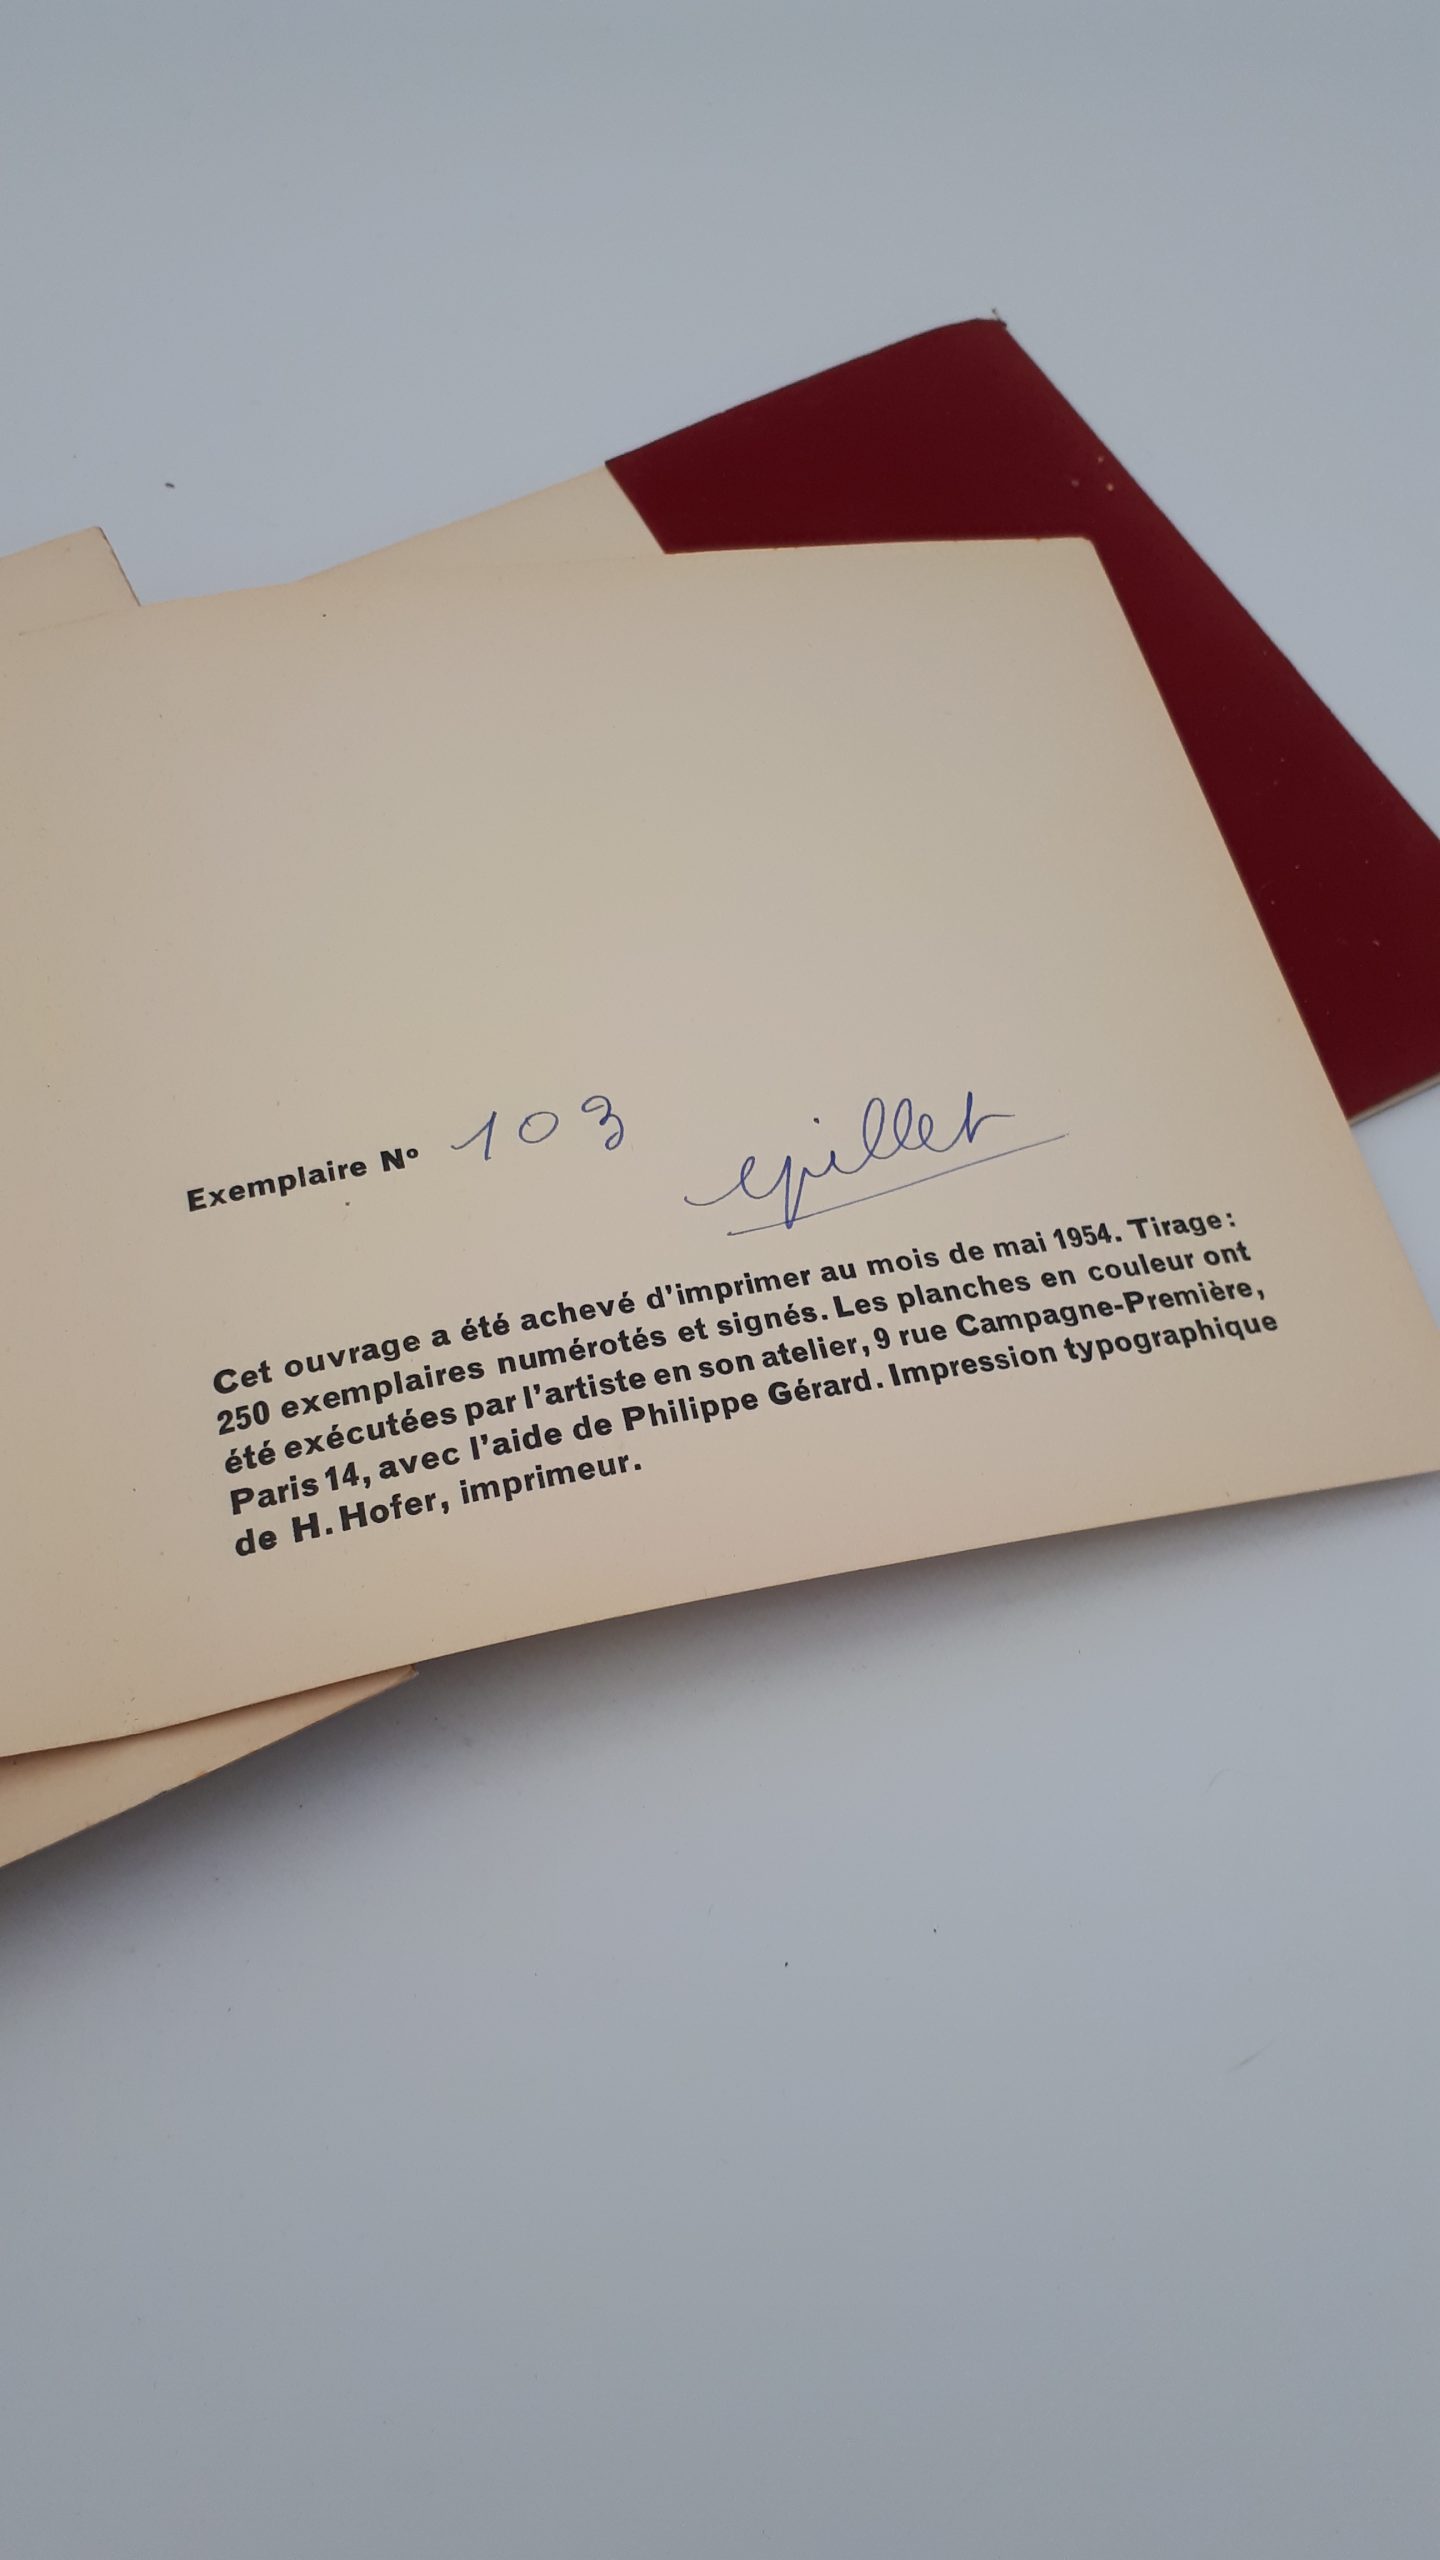 Exemplaire Nº 103
epillet
Cet ouvrage a été achevé d'imprimer au mois de mai 1954. Tirage:
250 exemplaires numérotés et signés. Les planches en couleur ont
été exécutées par l'artiste en son atelier, 9 rue Campagne-Première,
Paris 14, avec l'aide de Philippe Gérard. Impression typographique
de H. Hofer, imprimeur.